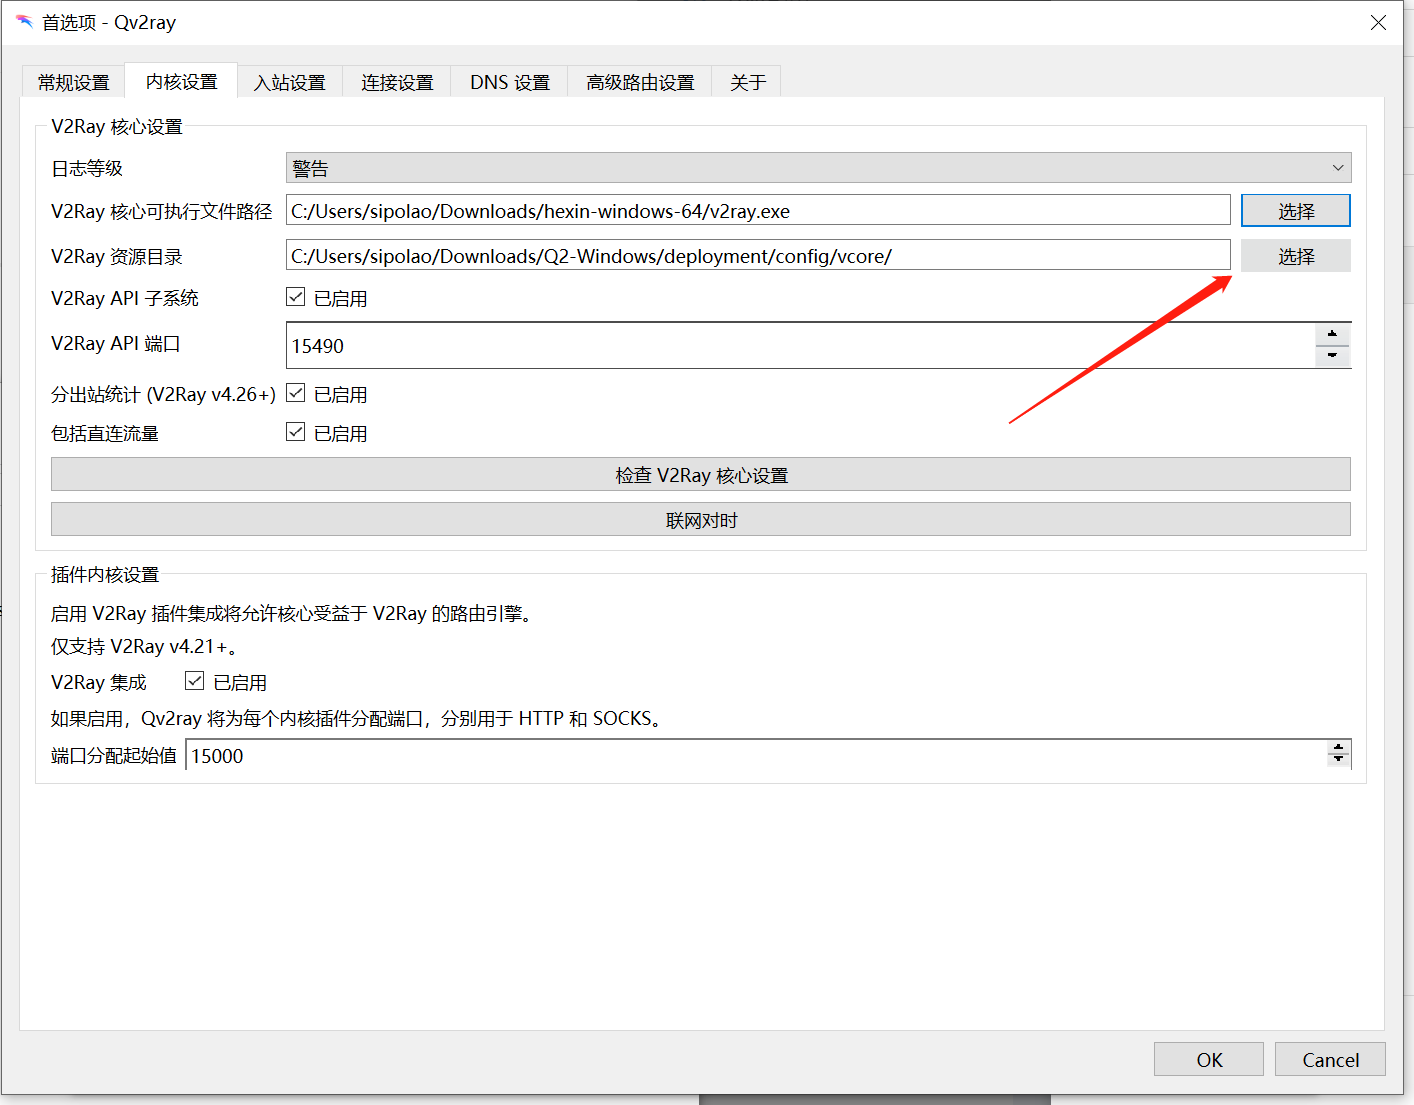 首选项 - Qv2ray
常规设置 内核设置 入站设置 连接设置 DNS 设置 高级路由设置 关于
V2Ray 核心设置
日志等级 警告
V2Ray 核心可执行文件路径 C:/Users/sipolao/Downloads/hexin-windows-64/v2ray.exe 选择
V2Ray 资源目录 C:/Users/sipolao/Downloads/Q2-Windows/deployment/config/vcore/ 选择
V2Ray API 子系统 已启用
V2Ray API 端口 15490
分出站统计 (V2Ray v4.26+) 已启用
包括直连流量 已启用
检查 V2Ray 核心设置
联网对时
插件内核设置
启用 V2Ray 插件集成将允许核心受益于 V2Ray 的路由引擎。
仅支持 V2Ray v4.21+。
V2Ray 集成 已启用
如果启用，Qv2ray 将为每个内核插件分配端口，分别用于 HTTP 和 SOCKS。
端口分配起始值 15000
OK Cancel